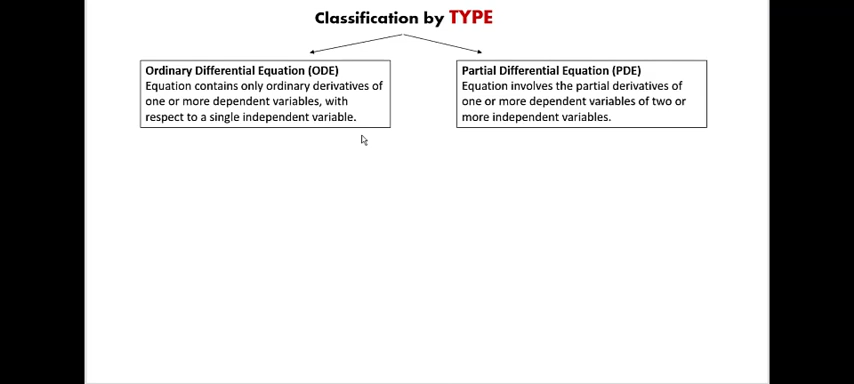 Classification by TYPE
Ordinary Differential Equation (ODE)
Equation contains only ordinary derivatives of
one or more dependent variables, with
respect to a single independent variable.
Partial Differential Equation (PDE)
Equation involves the partial derivatives of
one or more dependent variables of two or
more independent variables.